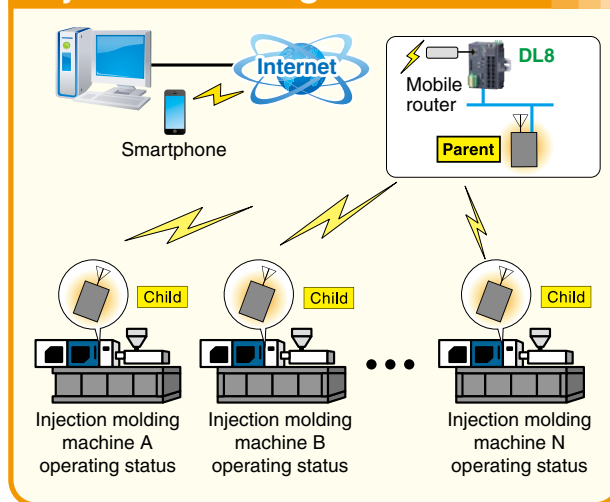 Internet
DL8
Mobile
router
Smartphone
Parent
Child
Child
Child
Injection molding
machine A
operating status
Injection molding
machine B
operating status
Injection molding
machine N
operating status